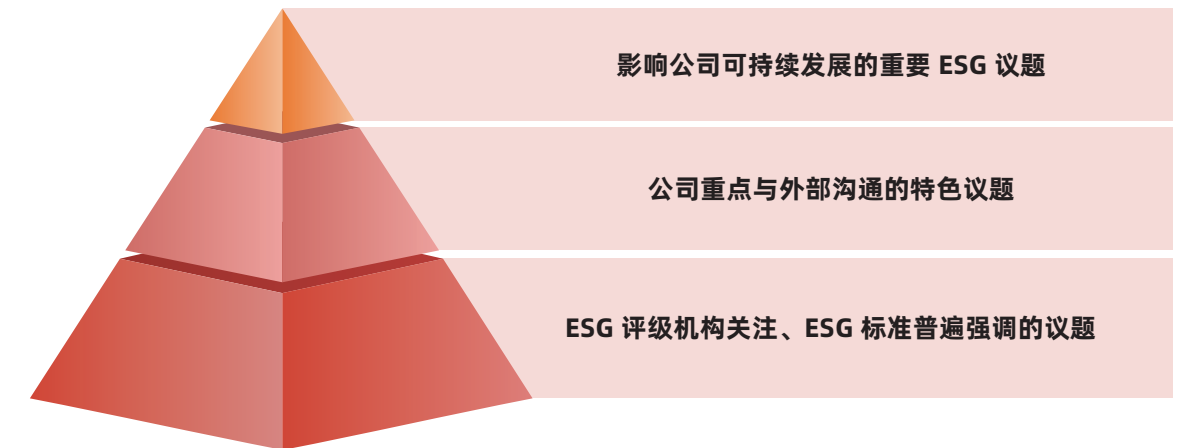 影响公司可持续发展的重要 ESG 议题
公司重点与外部沟通的特色议题
ESG 评级机构关注、ESG 标准普遍强调的议题